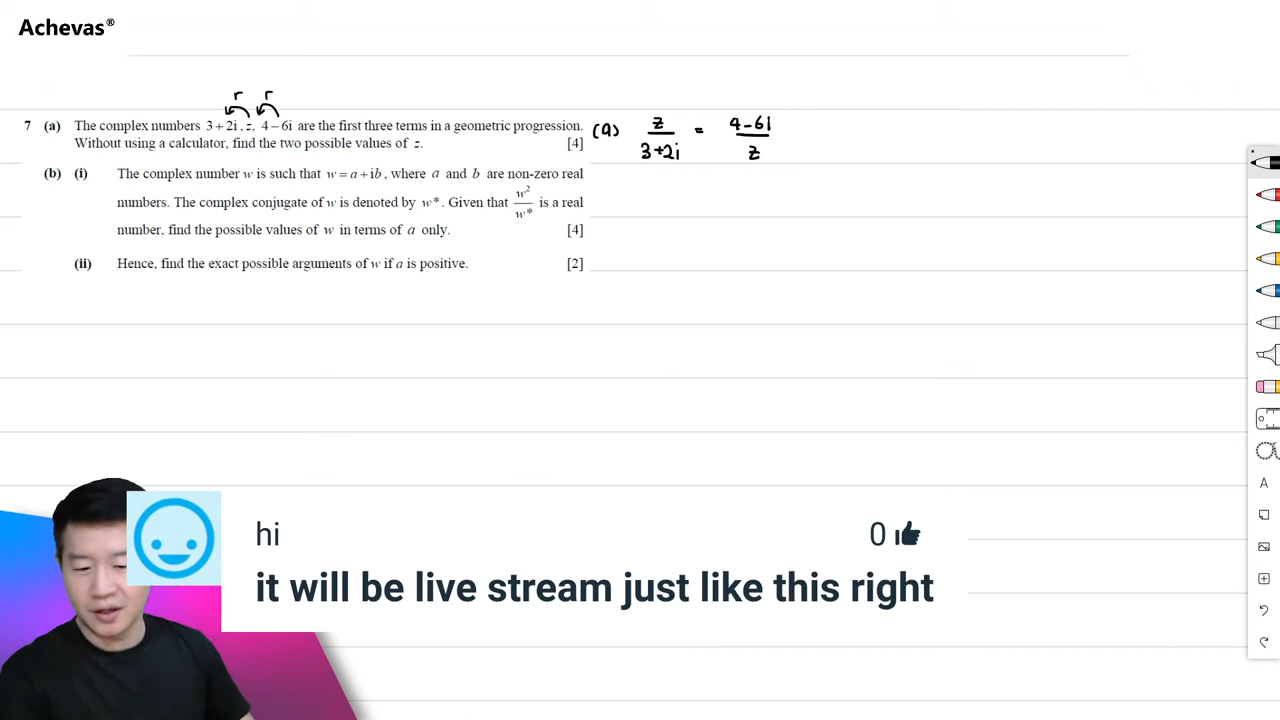 Achevas®
r r
7 (a) The complex numbers 3 + 2i , z, 4 − 6i are the first three terms in a geometric progression.
Without using a calculator, find the two possible values of z. [4]
(a) z/(3+2i) = (4-6i)/z
(b) (i) The complex number w is such that w = a + ib , where a and b are non-zero real
numbers. The complex conjugate of w is denoted by w*. Given that w²/w* is a real
number, find the possible values of w in terms of a only. [4]
(ii) Hence, find the exact possible arguments of w if a is positive. [2]
A
hi 0
it will be live stream just like this right